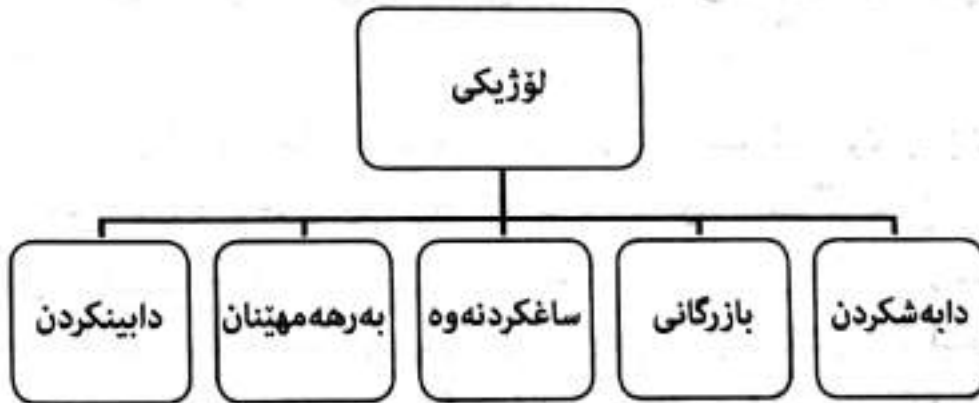 لۆژیکی
دابەشکردن
بازرگانی
ساغکردنەوە
بەرهەمهێنان
دابینکردن